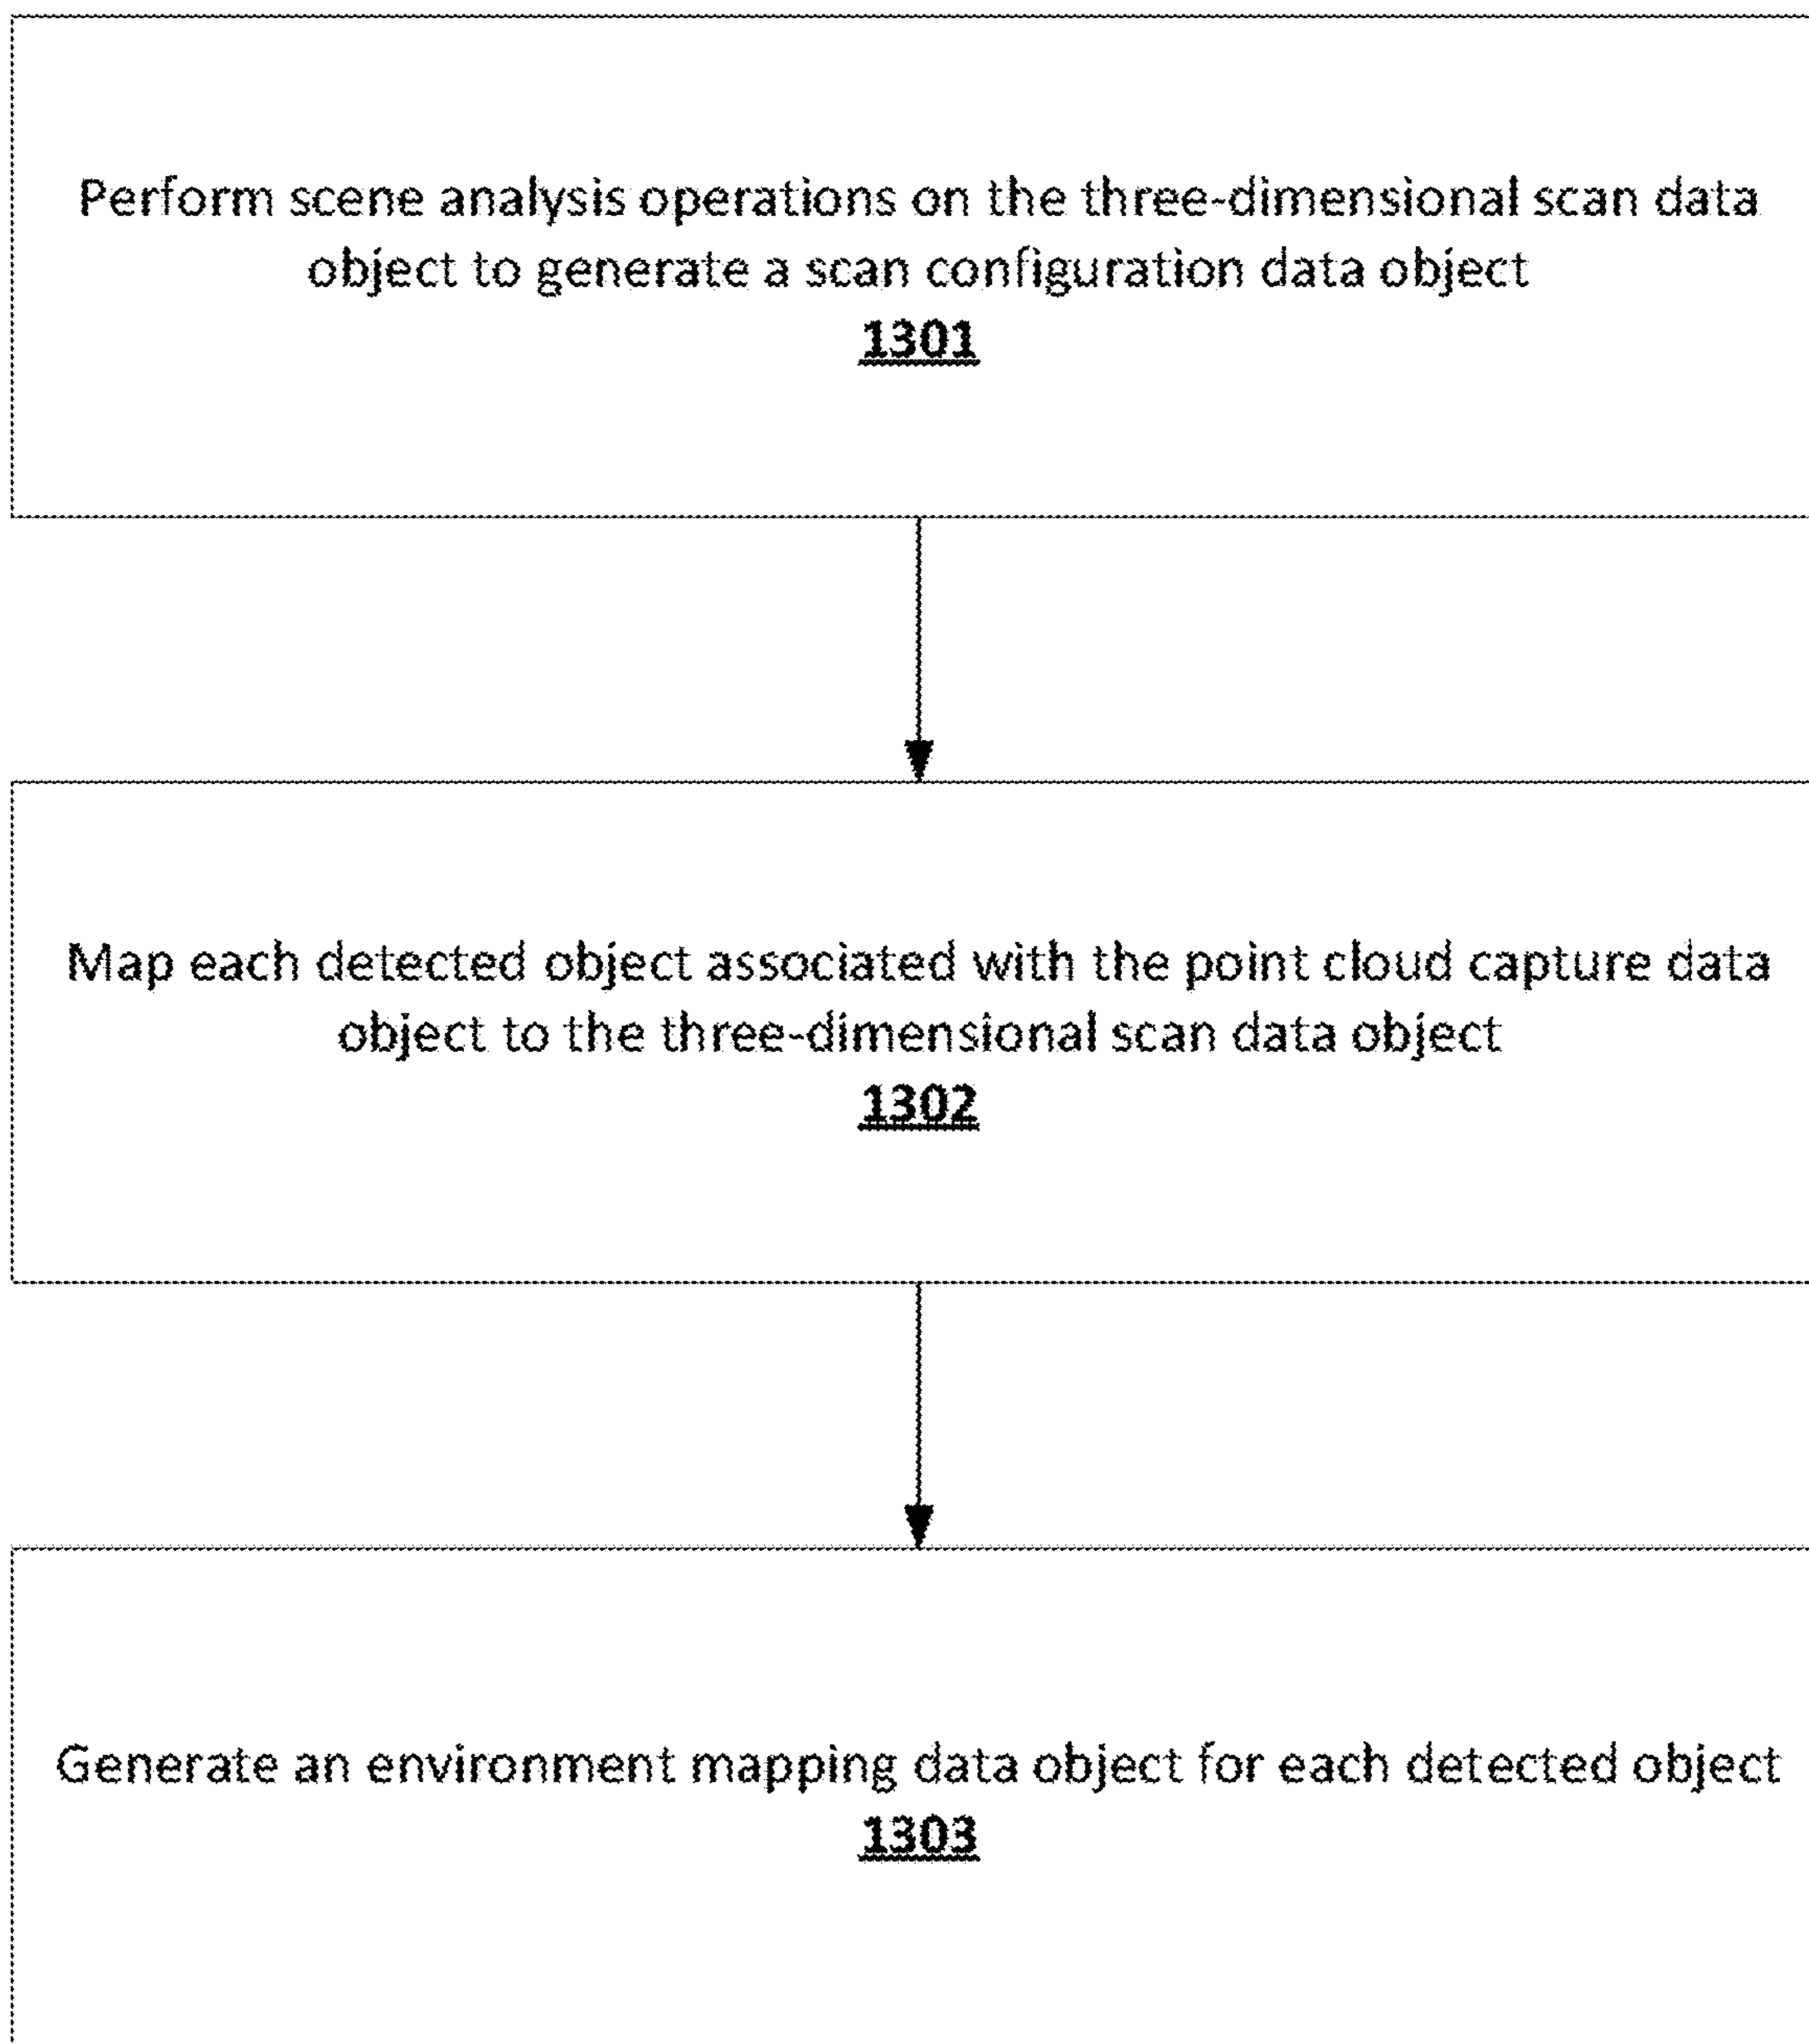 Perform scene analysis operations on the three-dimensional scan data
object to generate a scan configuration data object
1301
Map each detected object associated with the point cloud capture data
object to the three-dimensional scan data object
1302
Generate an environment mapping data object for each detected object
1303